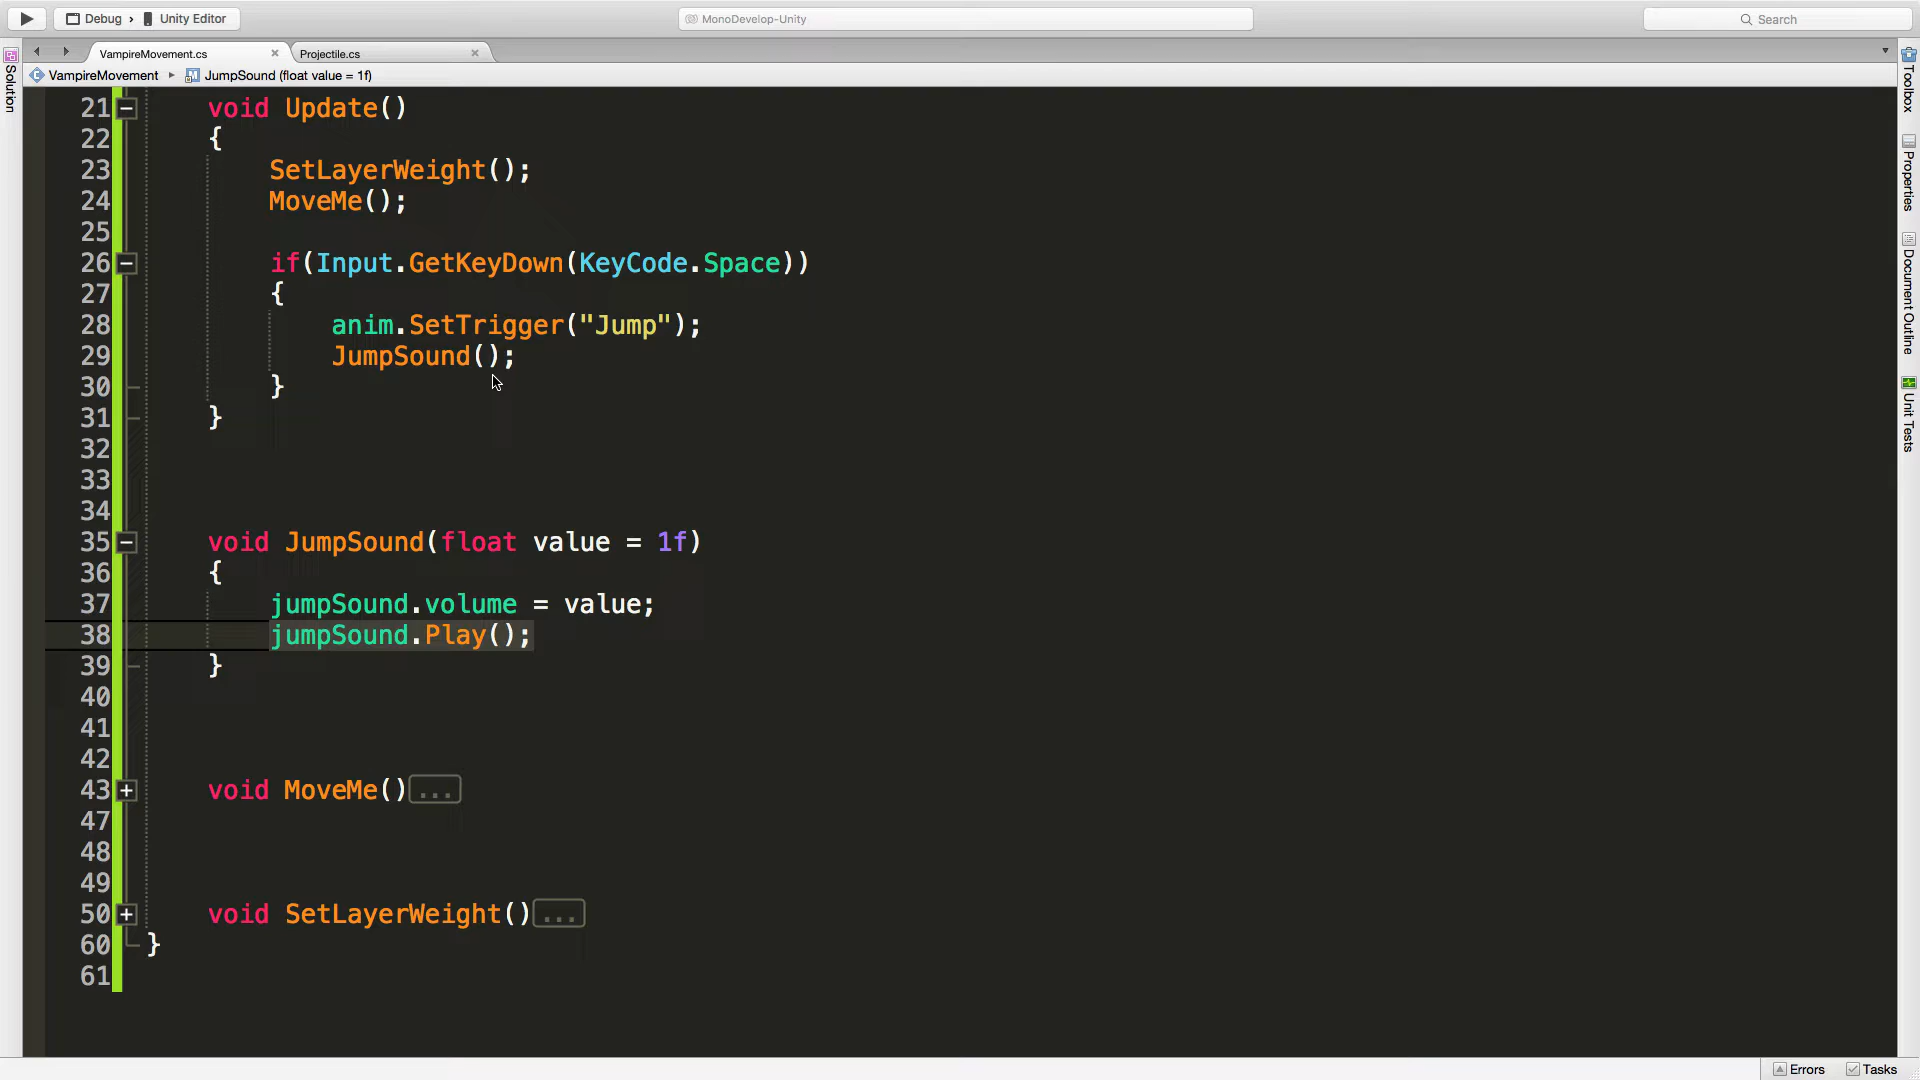 Debug › Unity Editor
MonoDevelop-Unity
Search
VampireMovement.cs
Projectile.cs
VampireMovement
JumpSound (float value = 1f)
Solution
Toolbox
Properties
Document Outline
Unit Tests
21 void Update()
22 {
23 SetLayerWeight();
24 MoveMe();
25
26 if(Input.GetKeyDown(KeyCode.Space))
27 {
28 anim.SetTrigger("Jump");
29 JumpSound();
30 }
31 }
32
33
34
35 void JumpSound(float value = 1f)
36 {
37 jumpSound.volume = value;
38 jumpSound.Play();
39 }
40
41
42
43 void MoveMe()...
47
48
49
50 void SetLayerWeight()...
60 }
61
Errors
Tasks